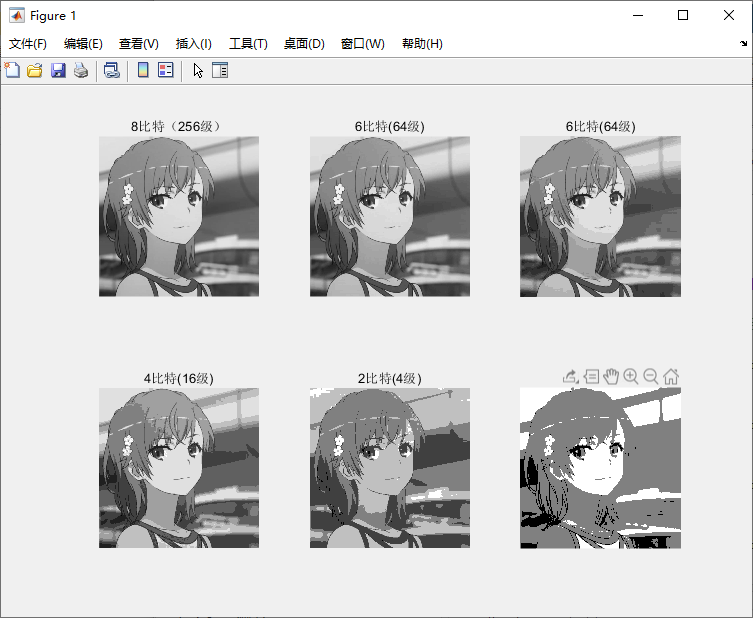 Figure 1
文件(F) 编辑(E) 查看(V) 插入(I) 工具(T) 桌面(D) 窗口(W) 帮助(H)
8比特（256级）
6比特(64级)
6比特(64级)
4比特(16级)
2比特(4级)